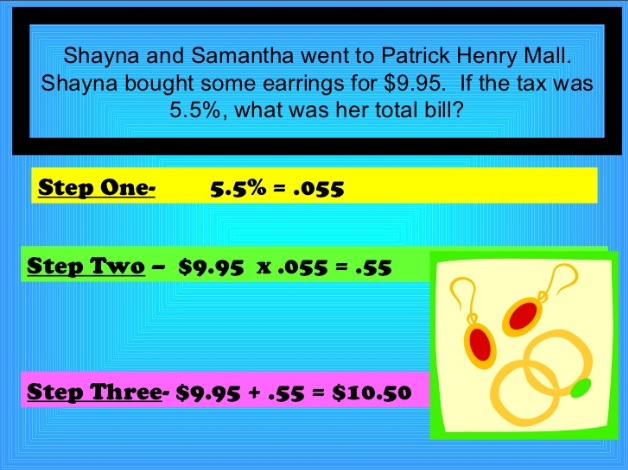 Shayna and Samantha went to Patrick Henry Mall.
Shayna bought some earrings for $9.95.  If the tax was
5.5%, what was her total bill?
Step One- 5.5% = .055
Step Two – $9.95 x .055 = .55
Step Three- $9.95 + .55 = $10.50